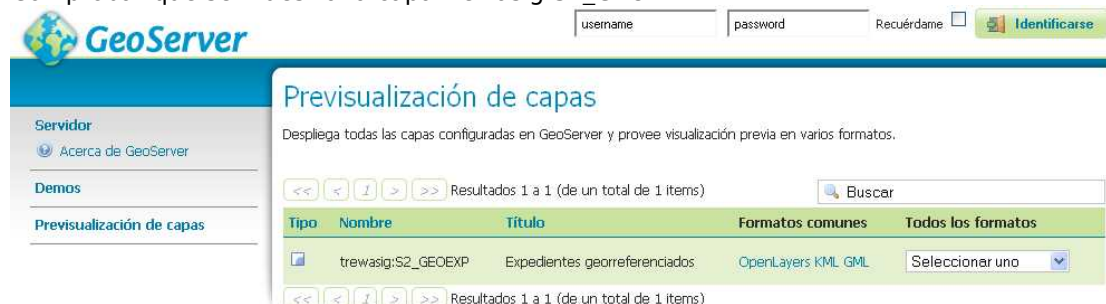 GeoServer
username
password
Recuérdame
Identificarse
Servidor
Acerca de GeoServer
Demos
Previsualización de capas
Previsualización de capas
Despliega todas las capas configuradas en GeoServer y provee visualización previa en varios formatos.
<< < 1 > >> Resultados 1 a 1 (de un total de 1 items)
Buscar
Tipo Nombre Título Formatos comunes Todos los formatos
trewasig:S2_GEOEXP Expedientes georreferenciados OpenLayers KML GML Seleccionar uno
<< < 1 > >> Resultados 1 a 1 (de un total de 1 items)